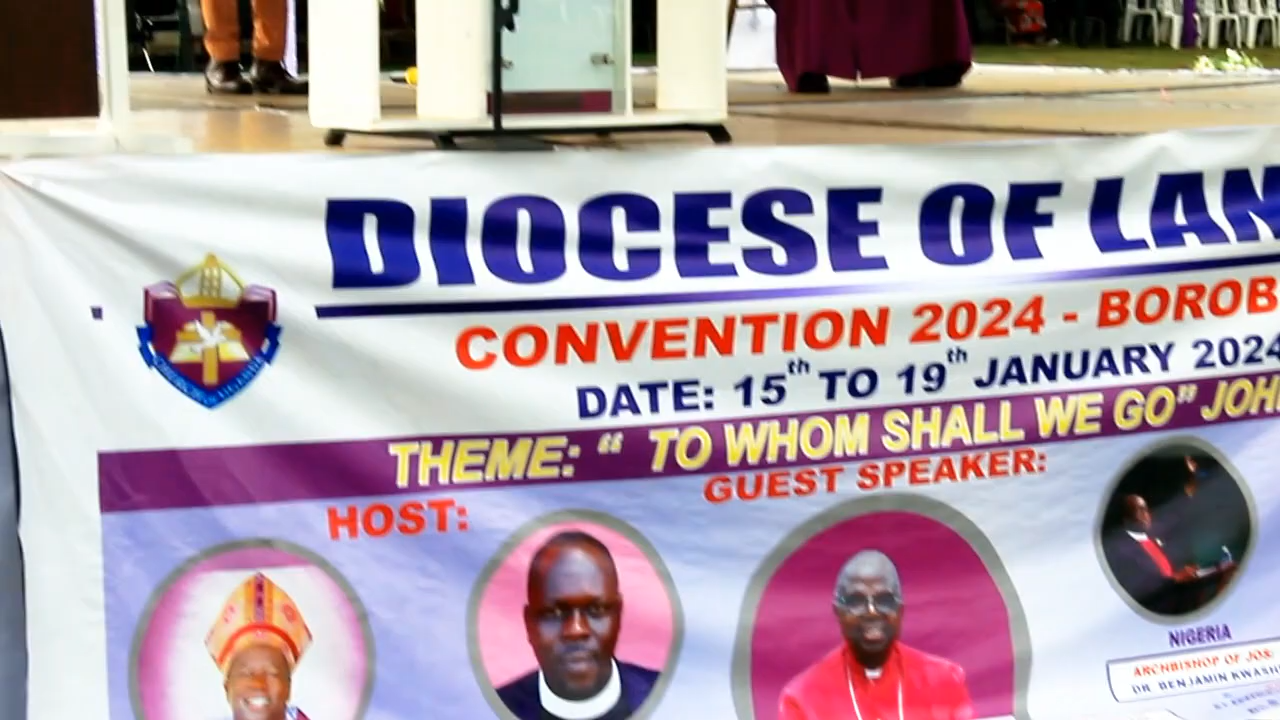 DIOCESE OF LAN
CONVENTION 2024 - BOROB
DATE: 15th TO 19th JANUARY 2024
THEME: “ TO WHOM SHALL WE GO” JOH
GUEST SPEAKER:
HOST:
NIGERIA
ARCHBISHOP OF JOS
DR BENJAMIN KWASH